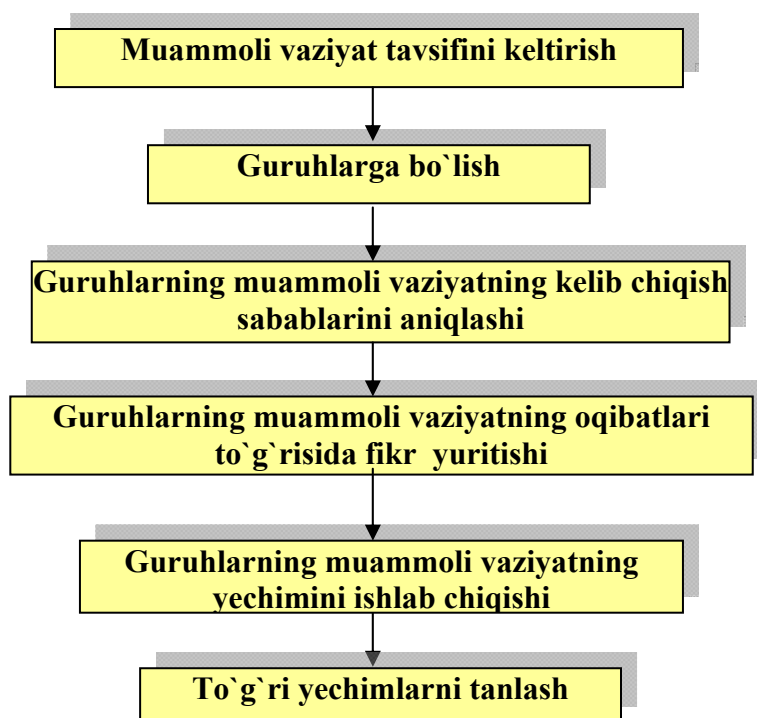 Muammoli vaziyat tavsifini keltirish
Guruhlarga bo`lish
Guruhlarning muammoli vaziyatning kelib chiqish
sabablarini aniqlashi
Guruhlarning muammoli vaziyatning oqibatlari
to`g`risida fikr yuritishi
Guruhlarning muammoli vaziyatning
yechimini ishlab chiqishi
To`g`ri yechimlarni tanlash